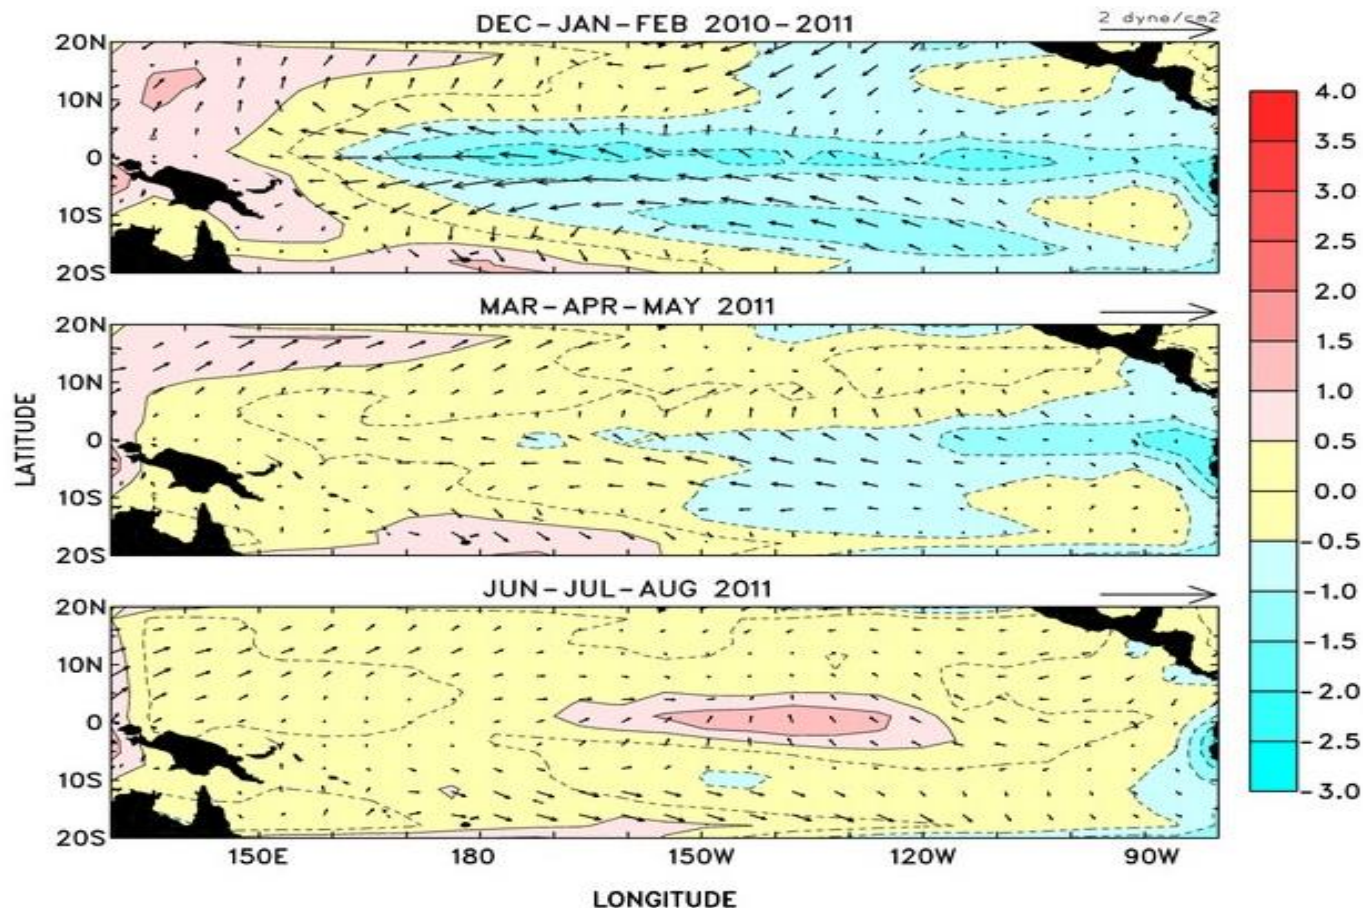 DEC-JAN-FEB 2010-2011
2 dyne/cm2
20N
10N
0
10S
20S
MAR-APR-MAY 2011
20N
10N
0
10S
20S
JUN-JUL-AUG 2011
20N
10N
0
10S
20S
150E 180 150W 120W 90W
LATITUDE
LONGITUDE
4.0
3.5
3.0
2.5
2.0
1.5
1.0
0.5
0.0
-0.5
-1.0
-1.5
-2.0
-2.5
-3.0